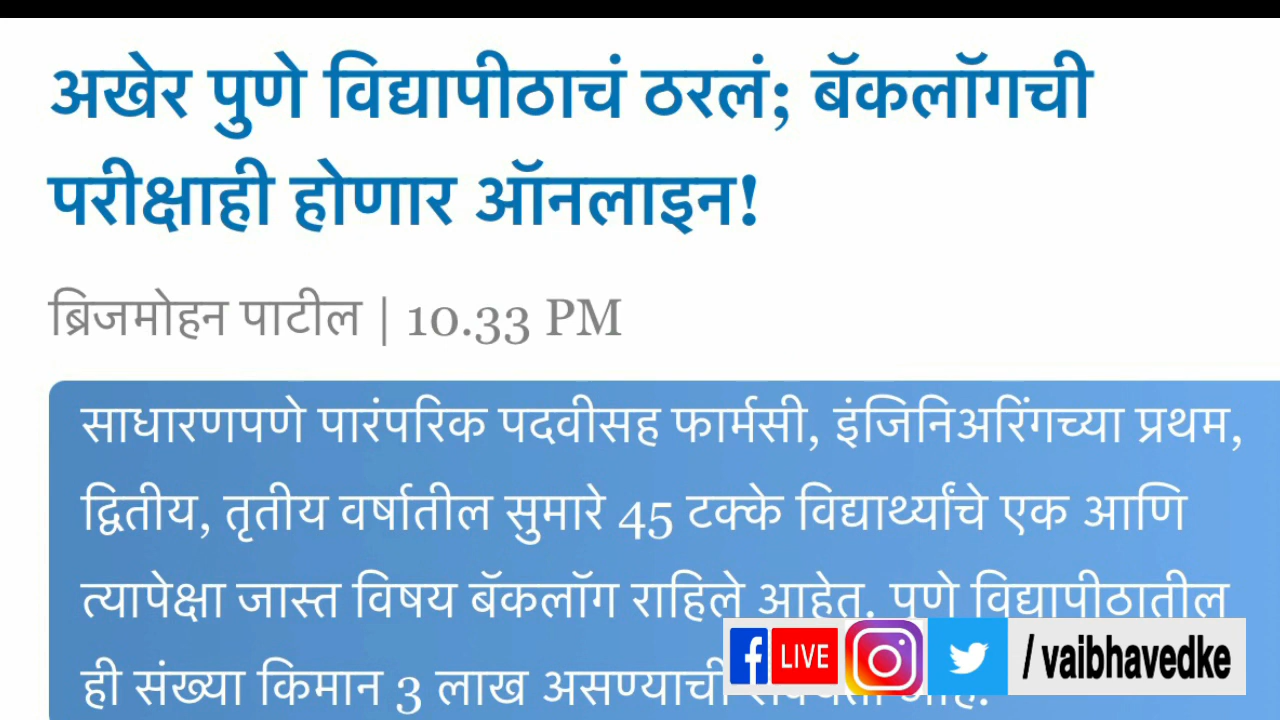 अखेर पुणे विद्यापीठाचं ठरलं; बॅकलॉगची
परीक्षाही होणार ऑनलाइन!
ब्रिजमोहन पाटील | 10.33 PM
साधारणपणे पारंपरिक पदवीसह फार्मसी, इंजिनिअरिंगच्या प्रथम,
द्वितीय, तृतीय वर्षातील सुमारे 45 टक्के विद्यार्थ्यांचे एक आणि
त्यापेक्षा जास्त विषय बॅकलॉग राहिले आहेत. पुणे विद्यापीठातील
ही संख्या किमान 3 लाख असण्याची आहे.
LIVE /vaibhavedke